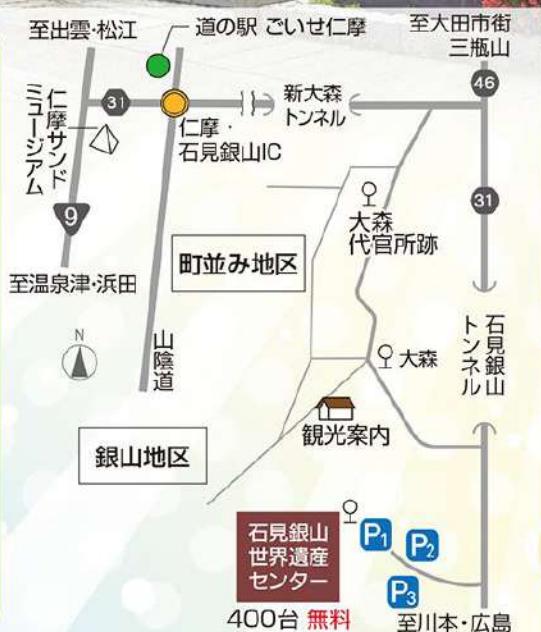 至出雲・松江
道の駅 ごいせ仁摩
至大田市街
三瓶山
46
31
仁摩サンド
ミュージアム
仁摩・
石見銀山IC
新大森
トンネル
31
大森
代官所跡
9
町並み地区
至温泉津・浜田
石見銀山
トンネル
N
山陰道
大森
観光案内
銀山地区
石見銀山
世界遺産
センター
P1
P2
P3
400台 無料
至川本・広島